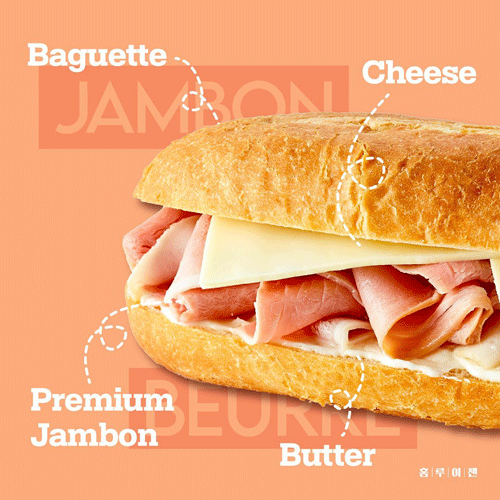 Baguette
Cheese
JAMBON
Premium
Jambon
BEURRE
Butter
홍|루|이|젠